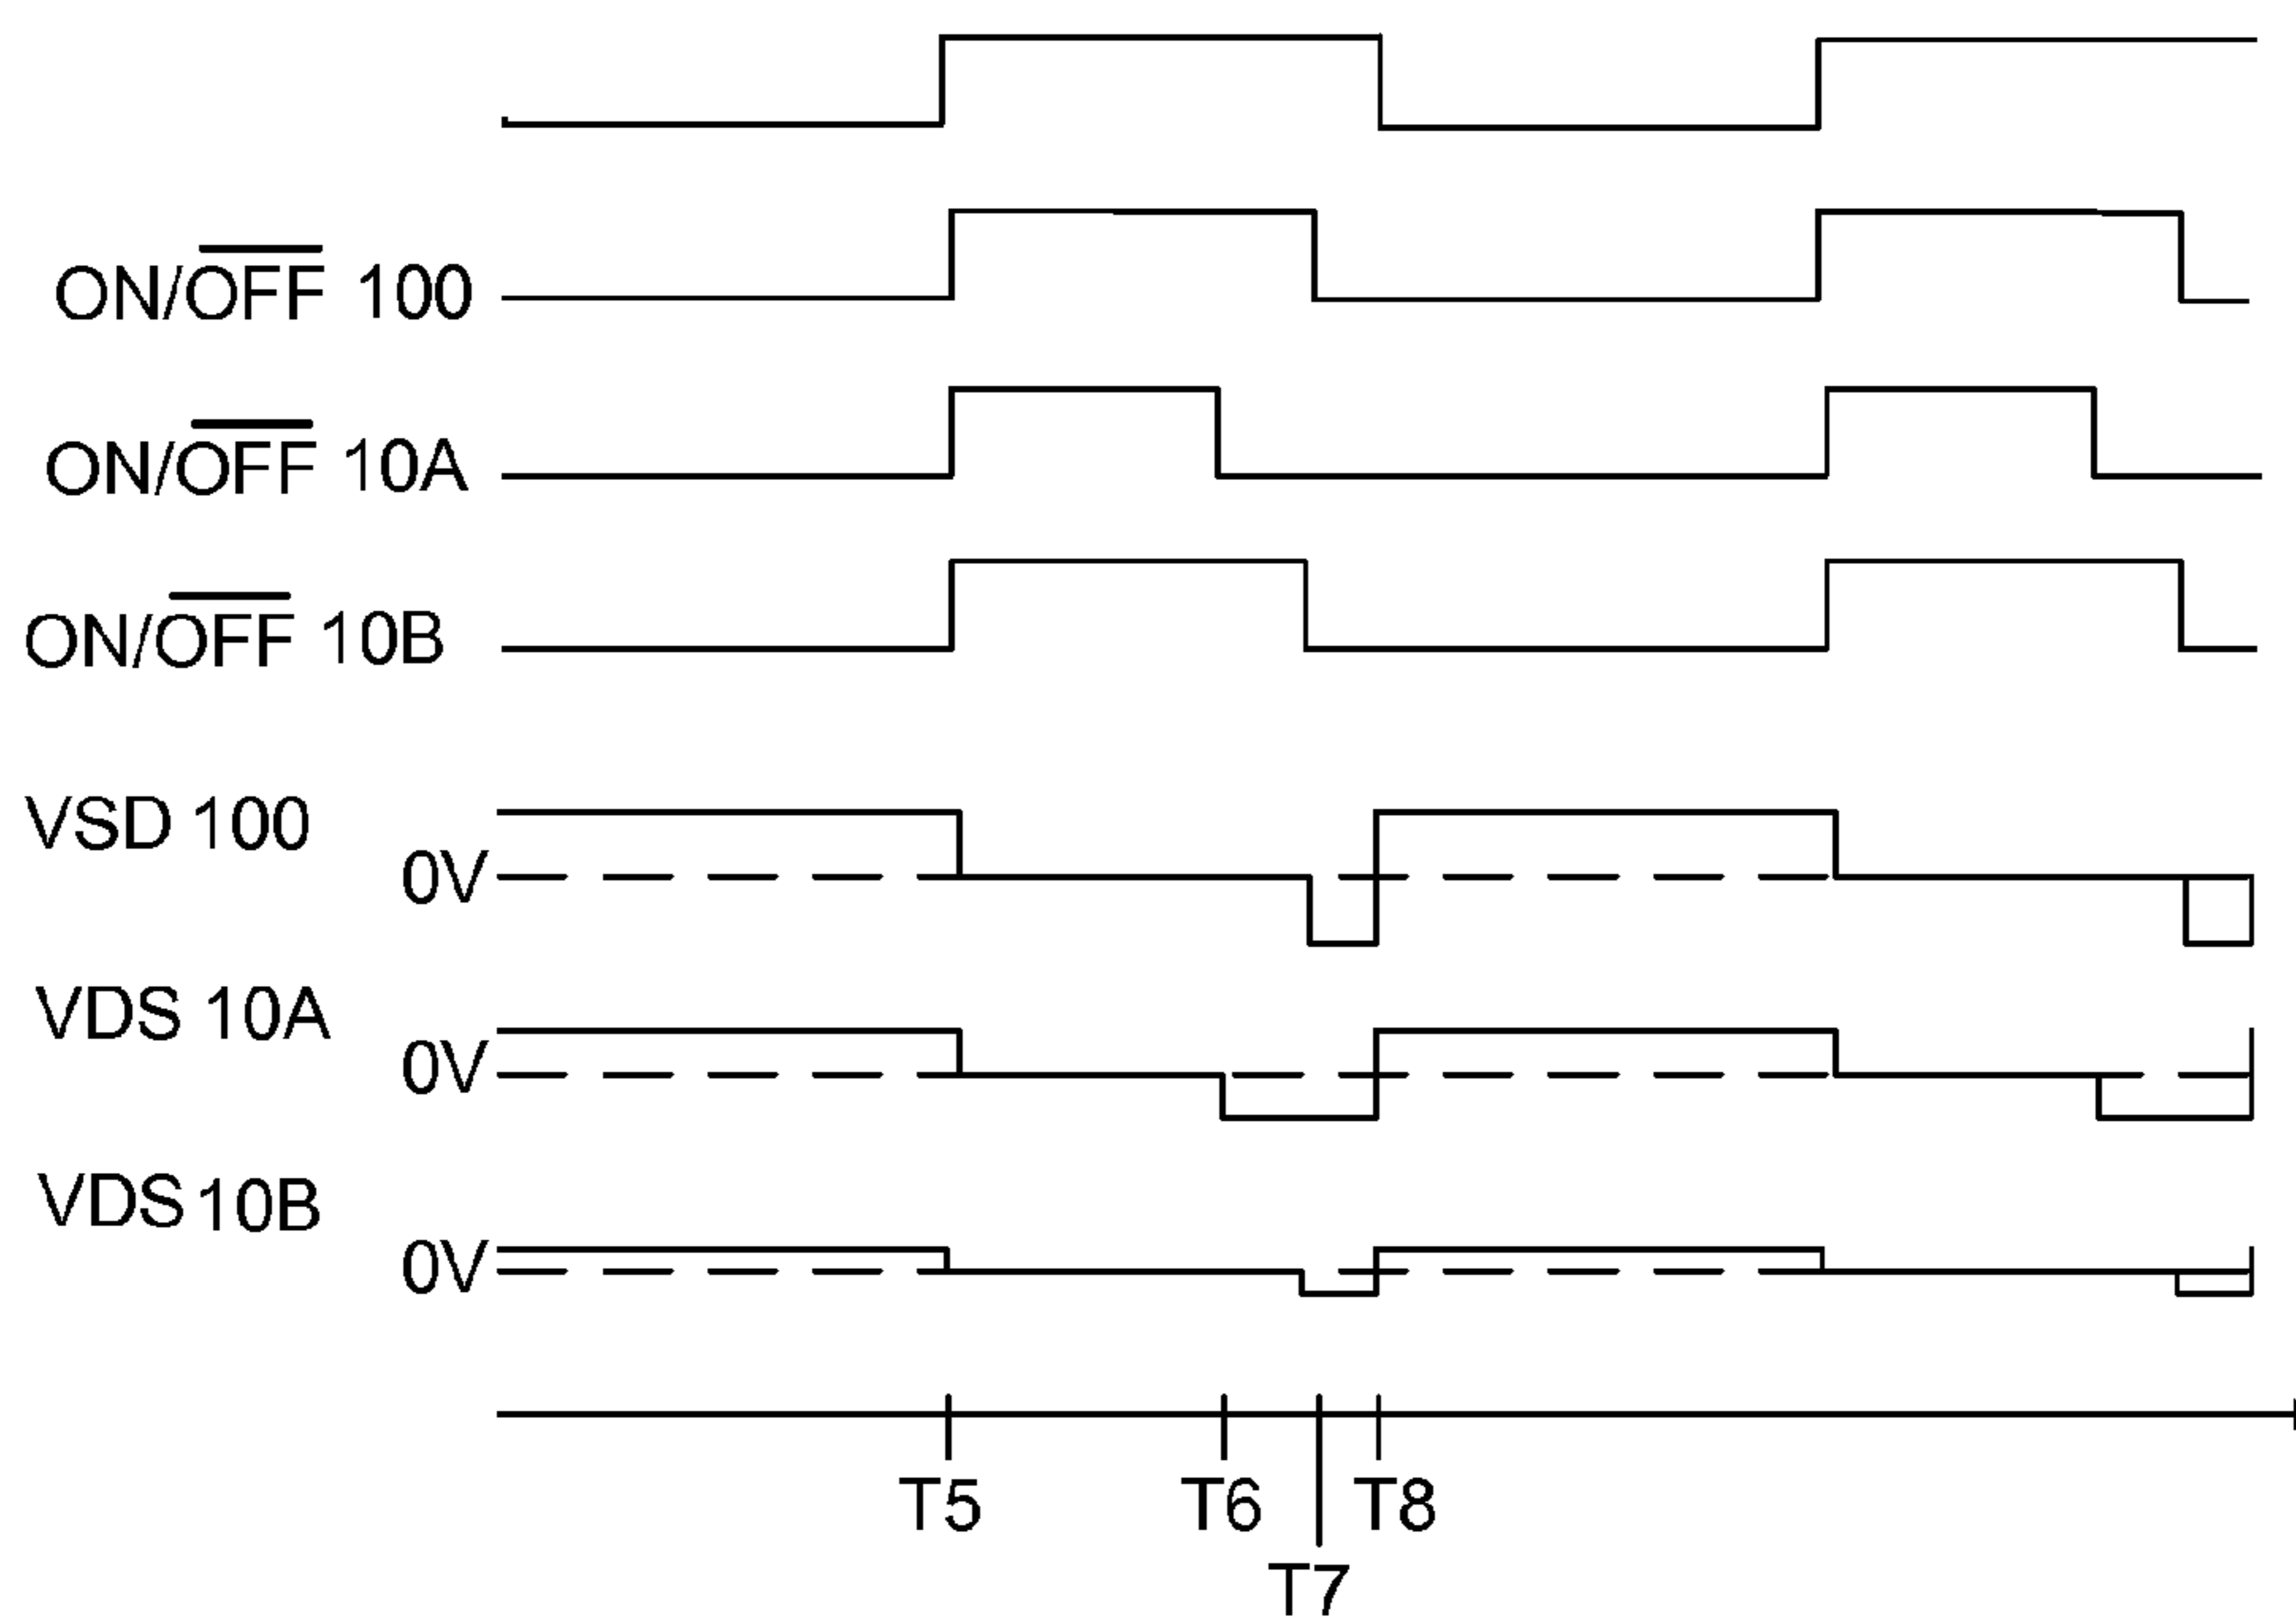 ON/OFF 100
ON/OFF 10A
ON/OFF 10B
VSD 100
0V
VDS 10A
0V
VDS 10B
0V
T5
T6
T8
T7